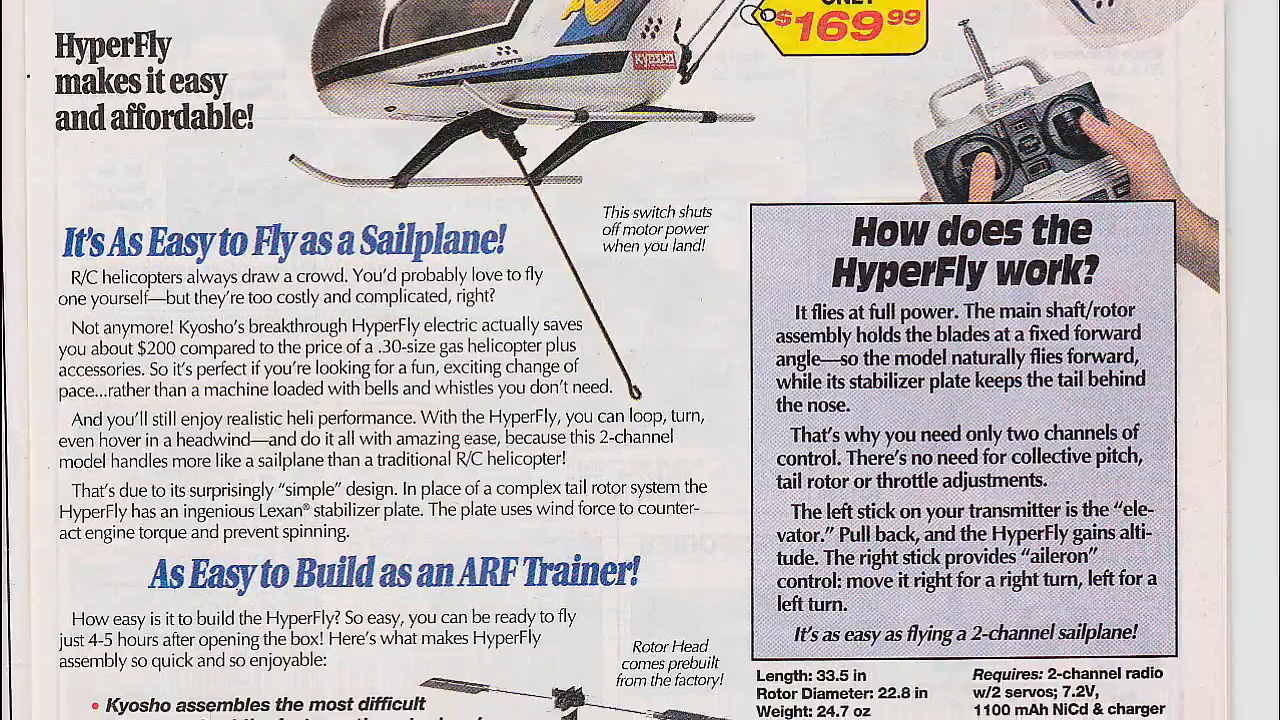 ONLY
$169 99
HyperFly
makes it easy
and affordable!
KYOSHO AERIAL SPORTS
KYOSHO
This switch shuts
off motor power
when you land!
It's As Easy to Fly as a Sailplane!
R/C helicopters always draw a crowd. You'd probably love to fly
one yourself—but they're too costly and complicated, right?
Not anymore! Kyosho's breakthrough HyperFly electric actually saves
you about $200 compared to the price of a .30-size gas helicopter plus
accessories. So it's perfect if you're looking for a fun, exciting change of
pace...rather than a machine loaded with bells and whistles you don't need.
And you'll still enjoy realistic heli performance. With the HyperFly, you can loop, turn,
even hover in a headwind—and do it all with amazing ease, because this 2-channel
model handles more like a sailplane than a traditional R/C helicopter!
That's due to its surprisingly “simple” design. In place of a complex tail rotor system the
HyperFly has an ingenious Lexan® stabilizer plate. The plate uses wind force to counter-
act engine torque and prevent spinning.
As Easy to Build as an ARF Trainer!
How easy is it to build the HyperFly? So easy, you can be ready to fly
just 4-5 hours after opening the box! Here's what makes HyperFly
assembly so quick and so enjoyable:
• Kyosho assembles the most difficult
Rotor Head
comes prebuilt
from the factory!
How does the
HyperFly work?
It flies at full power. The main shaft/rotor
assembly holds the blades at a fixed forward
angle—so the model naturally flies forward,
while its stabilizer plate keeps the tail behind
the nose.
That's why you need only two channels of
control. There's no need for collective pitch,
tail rotor or throttle adjustments.
The left stick on your transmitter is the “ele-
vator.” Pull back, and the HyperFly gains alti-
tude. The right stick provides “aileron”
control: move it right for a right turn, left for a
left turn.
It's as easy as flying a 2-channel sailplane!
Length: 33.5 in
Rotor Diameter: 22.8 in
Weight: 24.7 oz
Requires: 2-channel radio
w/2 servos; 7.2V,
1100 mAh NiCd & charger